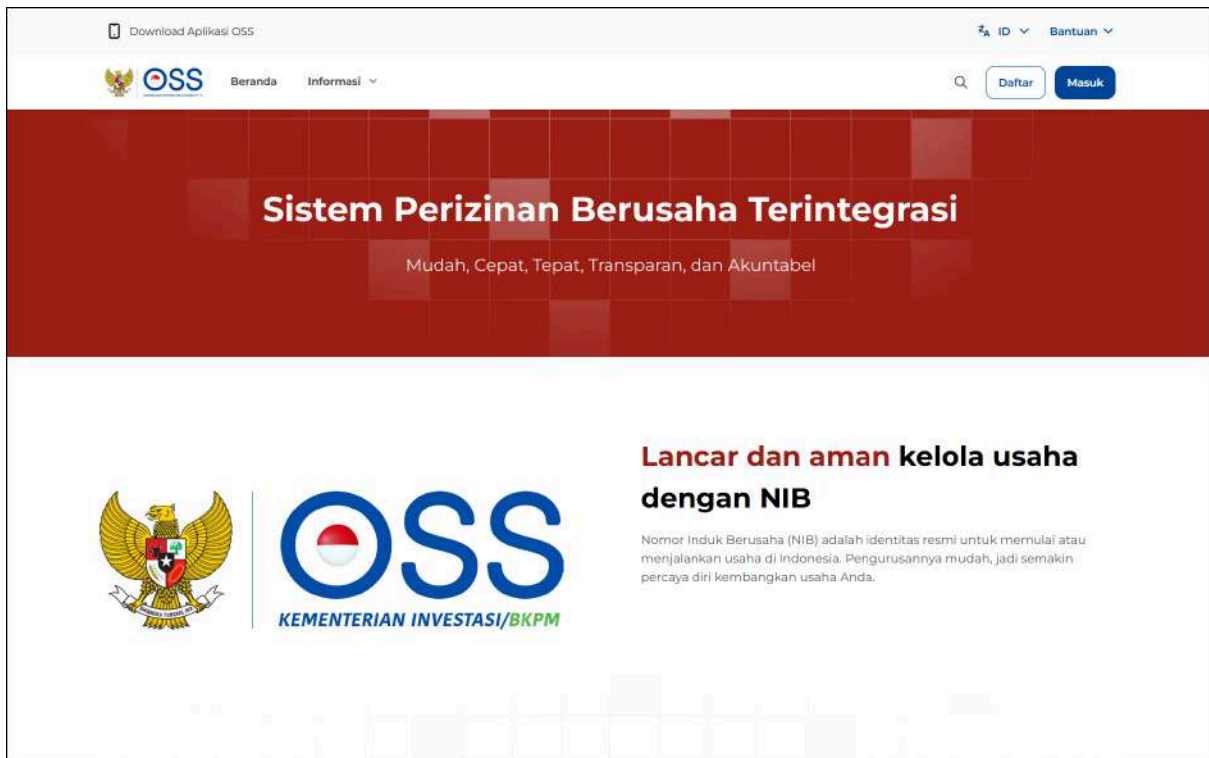 Download Aplikasi OSS
ID
Bantuan
OSS
Beranda
Informasi
Daftar
Masuk
Sistem Perizinan Berusaha Terintegrasi
Mudah, Cepat, Tepat, Transparan, dan Akuntabel
Lancar dan aman kelola usaha
dengan NIB
Nomor Induk Berusaha (NIB) adalah identitas resmi untuk memulai atau
menjalankan usaha di Indonesia. Pengurusannya mudah, jadi semakin
percaya diri kembangkan usaha Anda.
OSS
KEMENTERIAN INVESTASI/BKPM